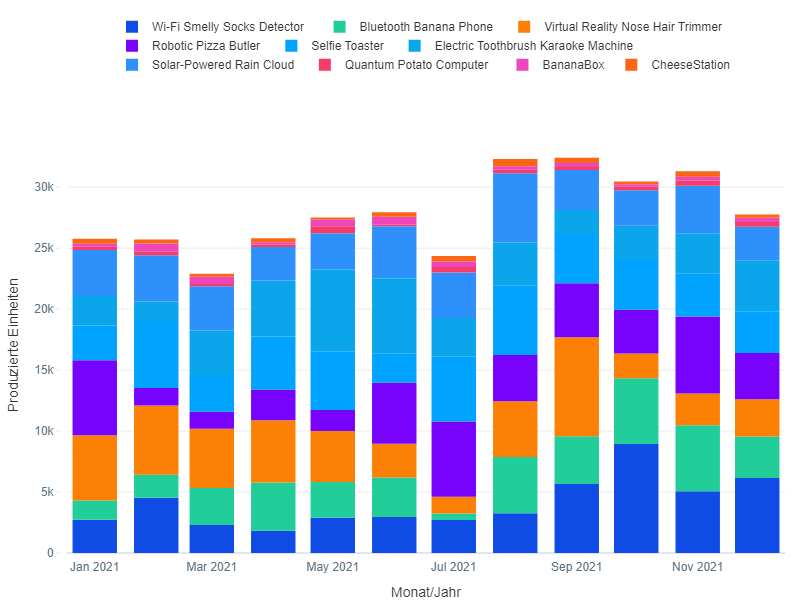 Wi-Fi Smelly Socks Detector Bluetooth Banana Phone Virtual Reality Nose Hair Trimmer
Robotic Pizza Butler Selfie Toaster Electric Toothbrush Karaoke Machine
Solar-Powered Rain Cloud Quantum Potato Computer BananaBox CheeseStation
30k
25k
20k
15k
10k
5k
0
Produzierte Einheiten
Jan 2021 Mar 2021 May 2021 Jul 2021 Sep 2021 Nov 2021
Monat/Jahr